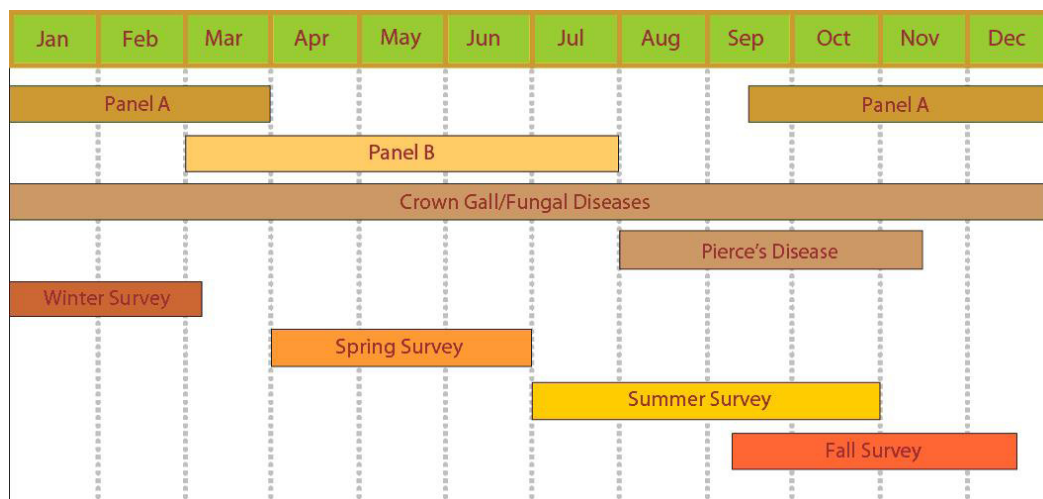 Jan Feb Mar Apr May Jun Jul Aug Sep Oct Nov Dec
Panel A Panel A
Panel B
Crown Gall/Fungal Diseases
Pierce's Disease
Winter Survey
Spring Survey
Summer Survey
Fall Survey